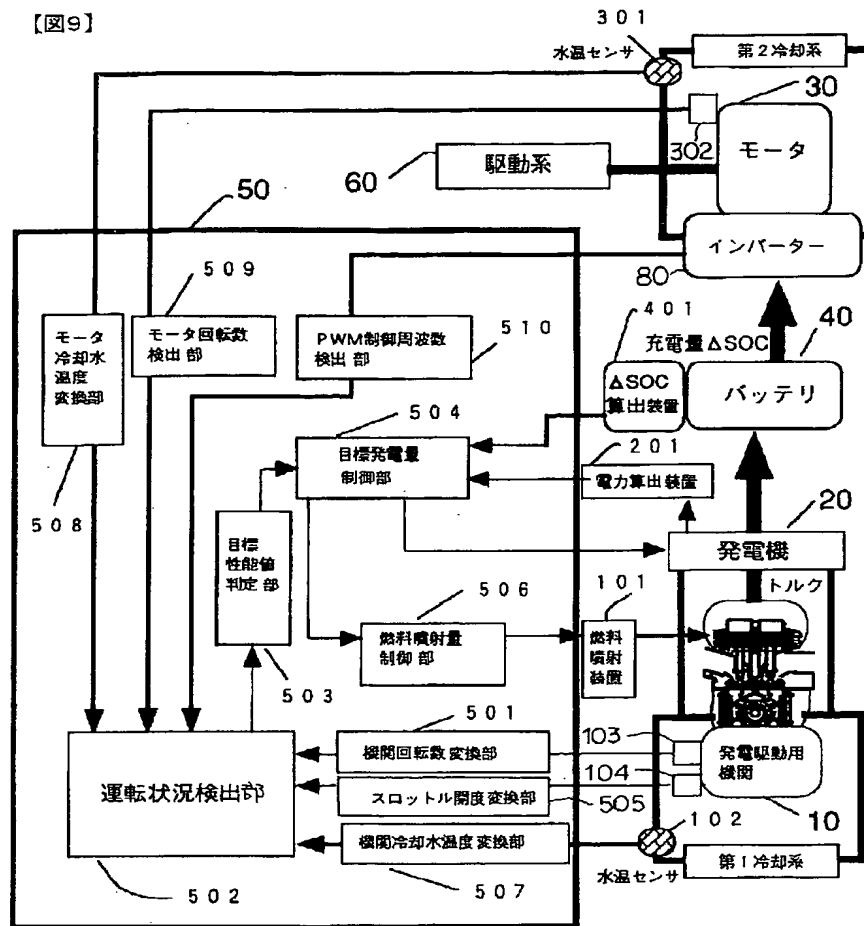 【図9】
301
水温センサ
第2冷却系
30
302
モータ
60
駆動系
50
インバーター
80
509
401
40
充電量ΔSOC
モータ
冷却水
温度
変換部
モータ回転数
検出部
PWM制御周波数
検出部
510
ΔSOC
算出装置
バッテリ
504
508
目標発電量
制御部
201
電力算出装置
20
目標
性能値
判定部
発電機
トルク
506
101
燃料噴射量
制御部
燃料
噴射
装置
503
501
103
機関回転数変換部
発電駆動用
機関
104
運転状況検出部
スロットル開度変換部
505
10
102
機関冷却水温度変換部
第1冷却系
507
水温センサ
502